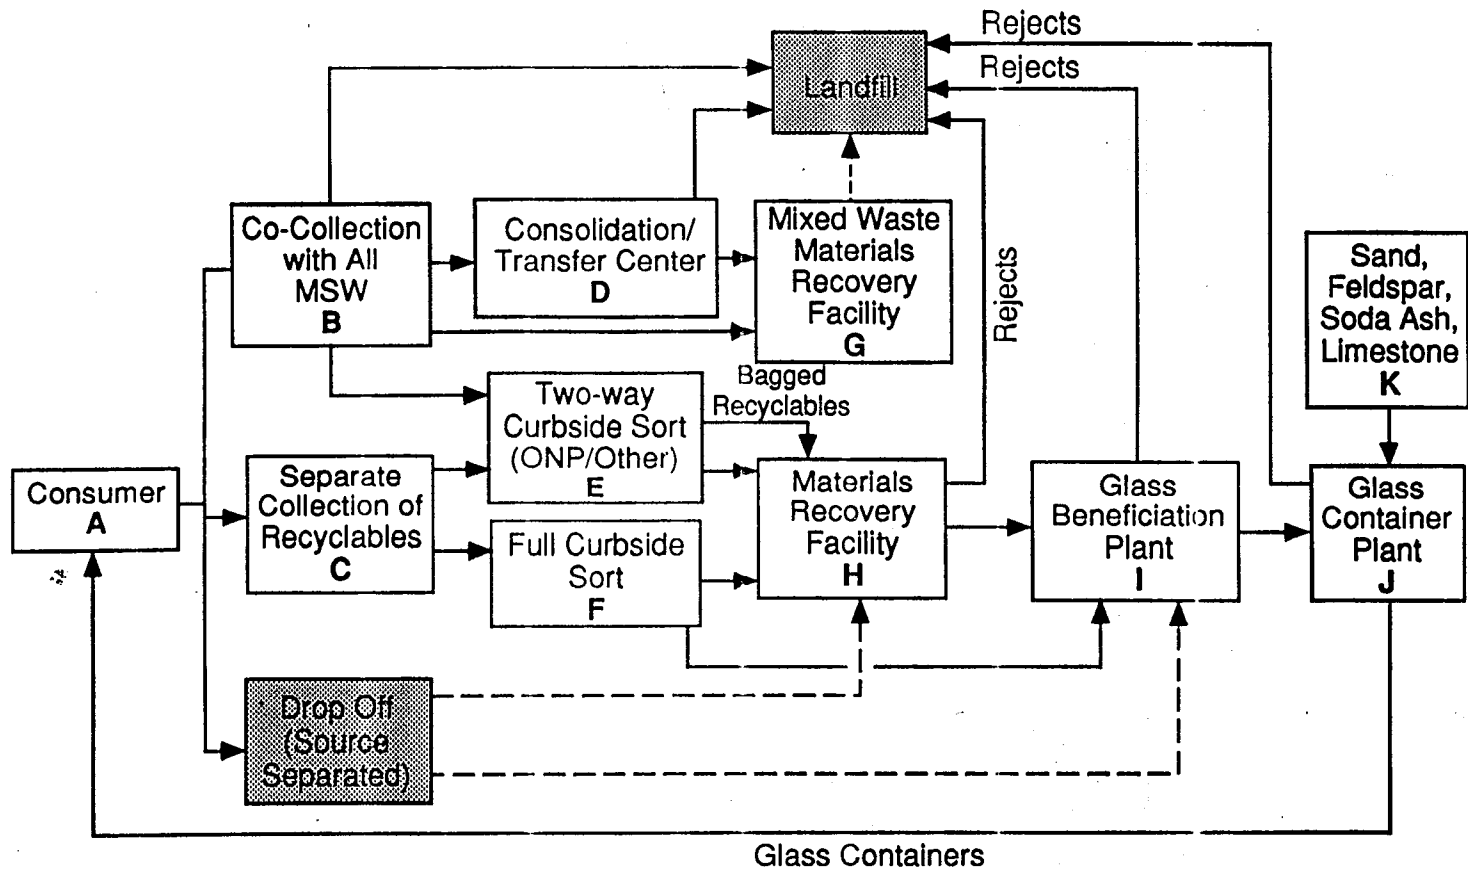 Rejects
Rejects
Landfill
Co-Collection
with All
MSW
B
Consolidation/
Transfer Center
D
Mixed Waste
Materials
Recovery
Facility
G
Rejects
Sand,
Feldspar,
Soda Ash,
Limestone
K
Bagged
Recyclables
Two-way
Curbside Sort
(ONP/Other)
E
Consumer
A
Separate
Collection of
Recyclables
C
Full Curbside
Sort
F
Materials
Recovery
Facility
H
Glass
Beneficiation
Plant
I
Glass
Container
Plant
J
Drop Off
(Source
Separated)
Glass Containers